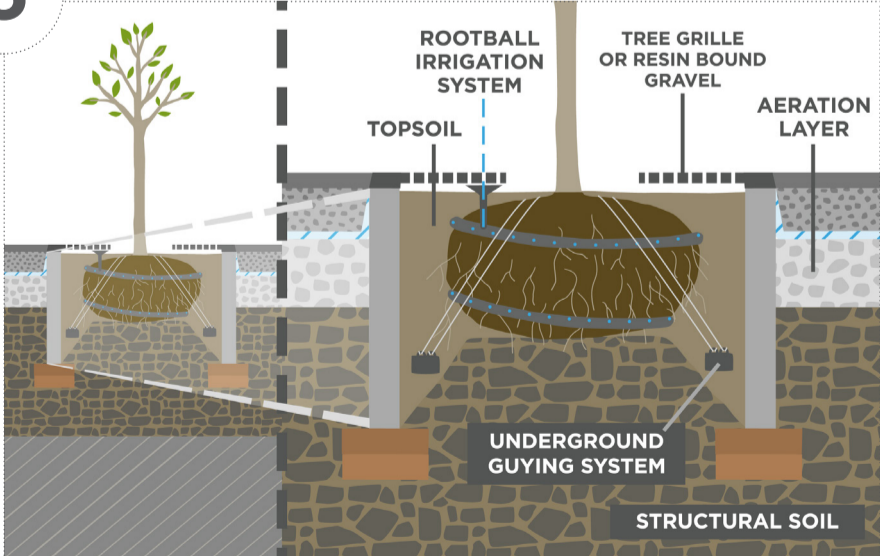 ROOTBALL
IRRIGATION
SYSTEM
TREE GRILLE
OR RESIN BOUND
GRAVEL
TOPSOIL
AERATION
LAYER
UNDERGROUND
GUYING SYSTEM
STRUCTURAL SOIL